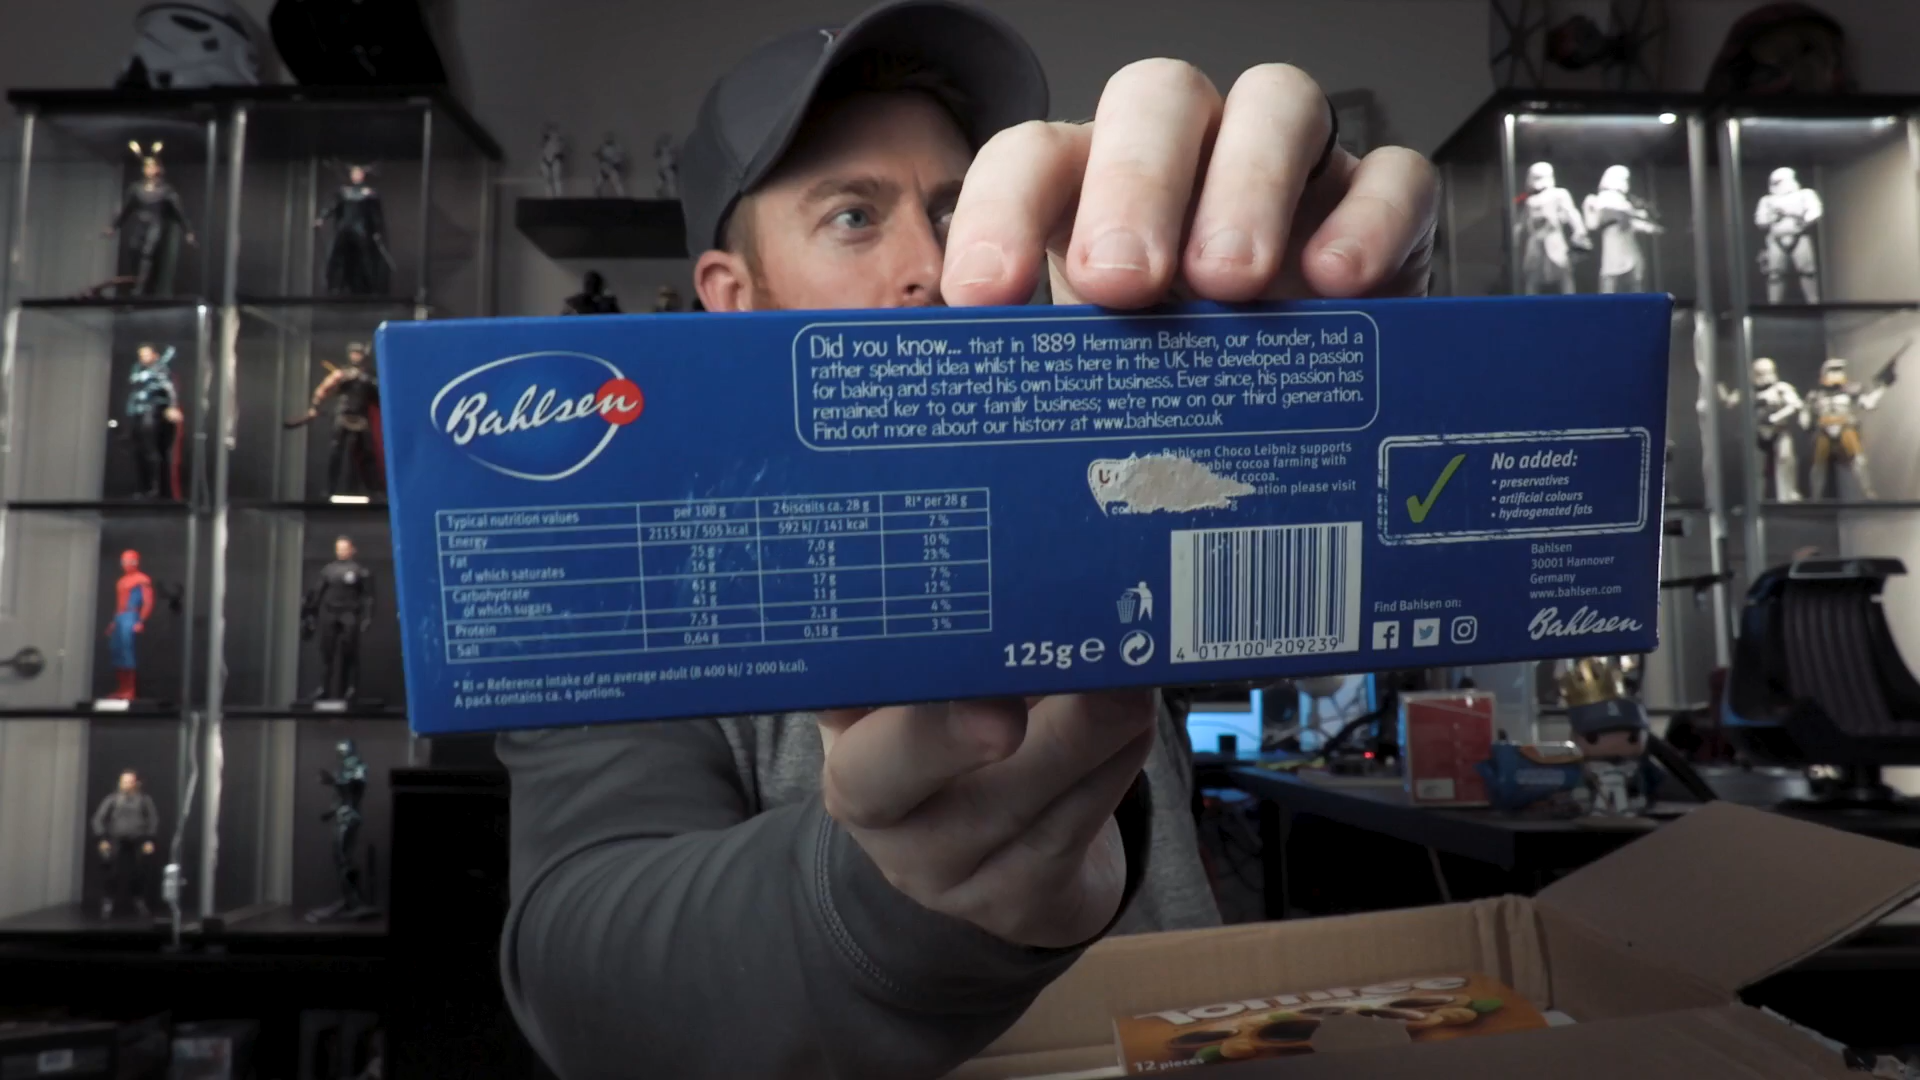 Bahlsen
Did you know... that in 1889 Hermann Bahlsen, our founder, had a
rather splendid idea whilst he was here in the UK. He developed a passion
for baking and started his own biscuit business. Ever since, his passion has
remained key to our family business; we're now on our third generation.
Find out more about our history at www.bahlsen.co.uk
Bahlsen Choco Leibniz supports
cocoa farming with
cocoa.
please visit
No added:
• preservatives
• artificial colours
• hydrogenated fats
Typical nutrition values per 100 g 2 biscuits ca. 28 g RI* per 28 g
Energy 2115 kJ / 505 kcal 592 kJ / 141 kcal 7 %
Fat 25 g 7,0 g 10 %
of which saturates 16 g 4,5 g 23 %
Carbohydrate 61 g 17 g 7 %
of which sugars 41 g 11 g 12 %
Protein 7,5 g 2,1 g 4 %
Salt 0,64 g 0,18 g 3 %
* RI = Reference intake of an average adult (8 400 kJ/ 2 000 kcal).
A pack contains ca. 4 portions.
125g e
4 017100 209239
Find Bahlsen on:
Bahlsen
30001 Hannover
Germany
www.bahlsen.com
Bahlsen
Toffifee
12 pieces